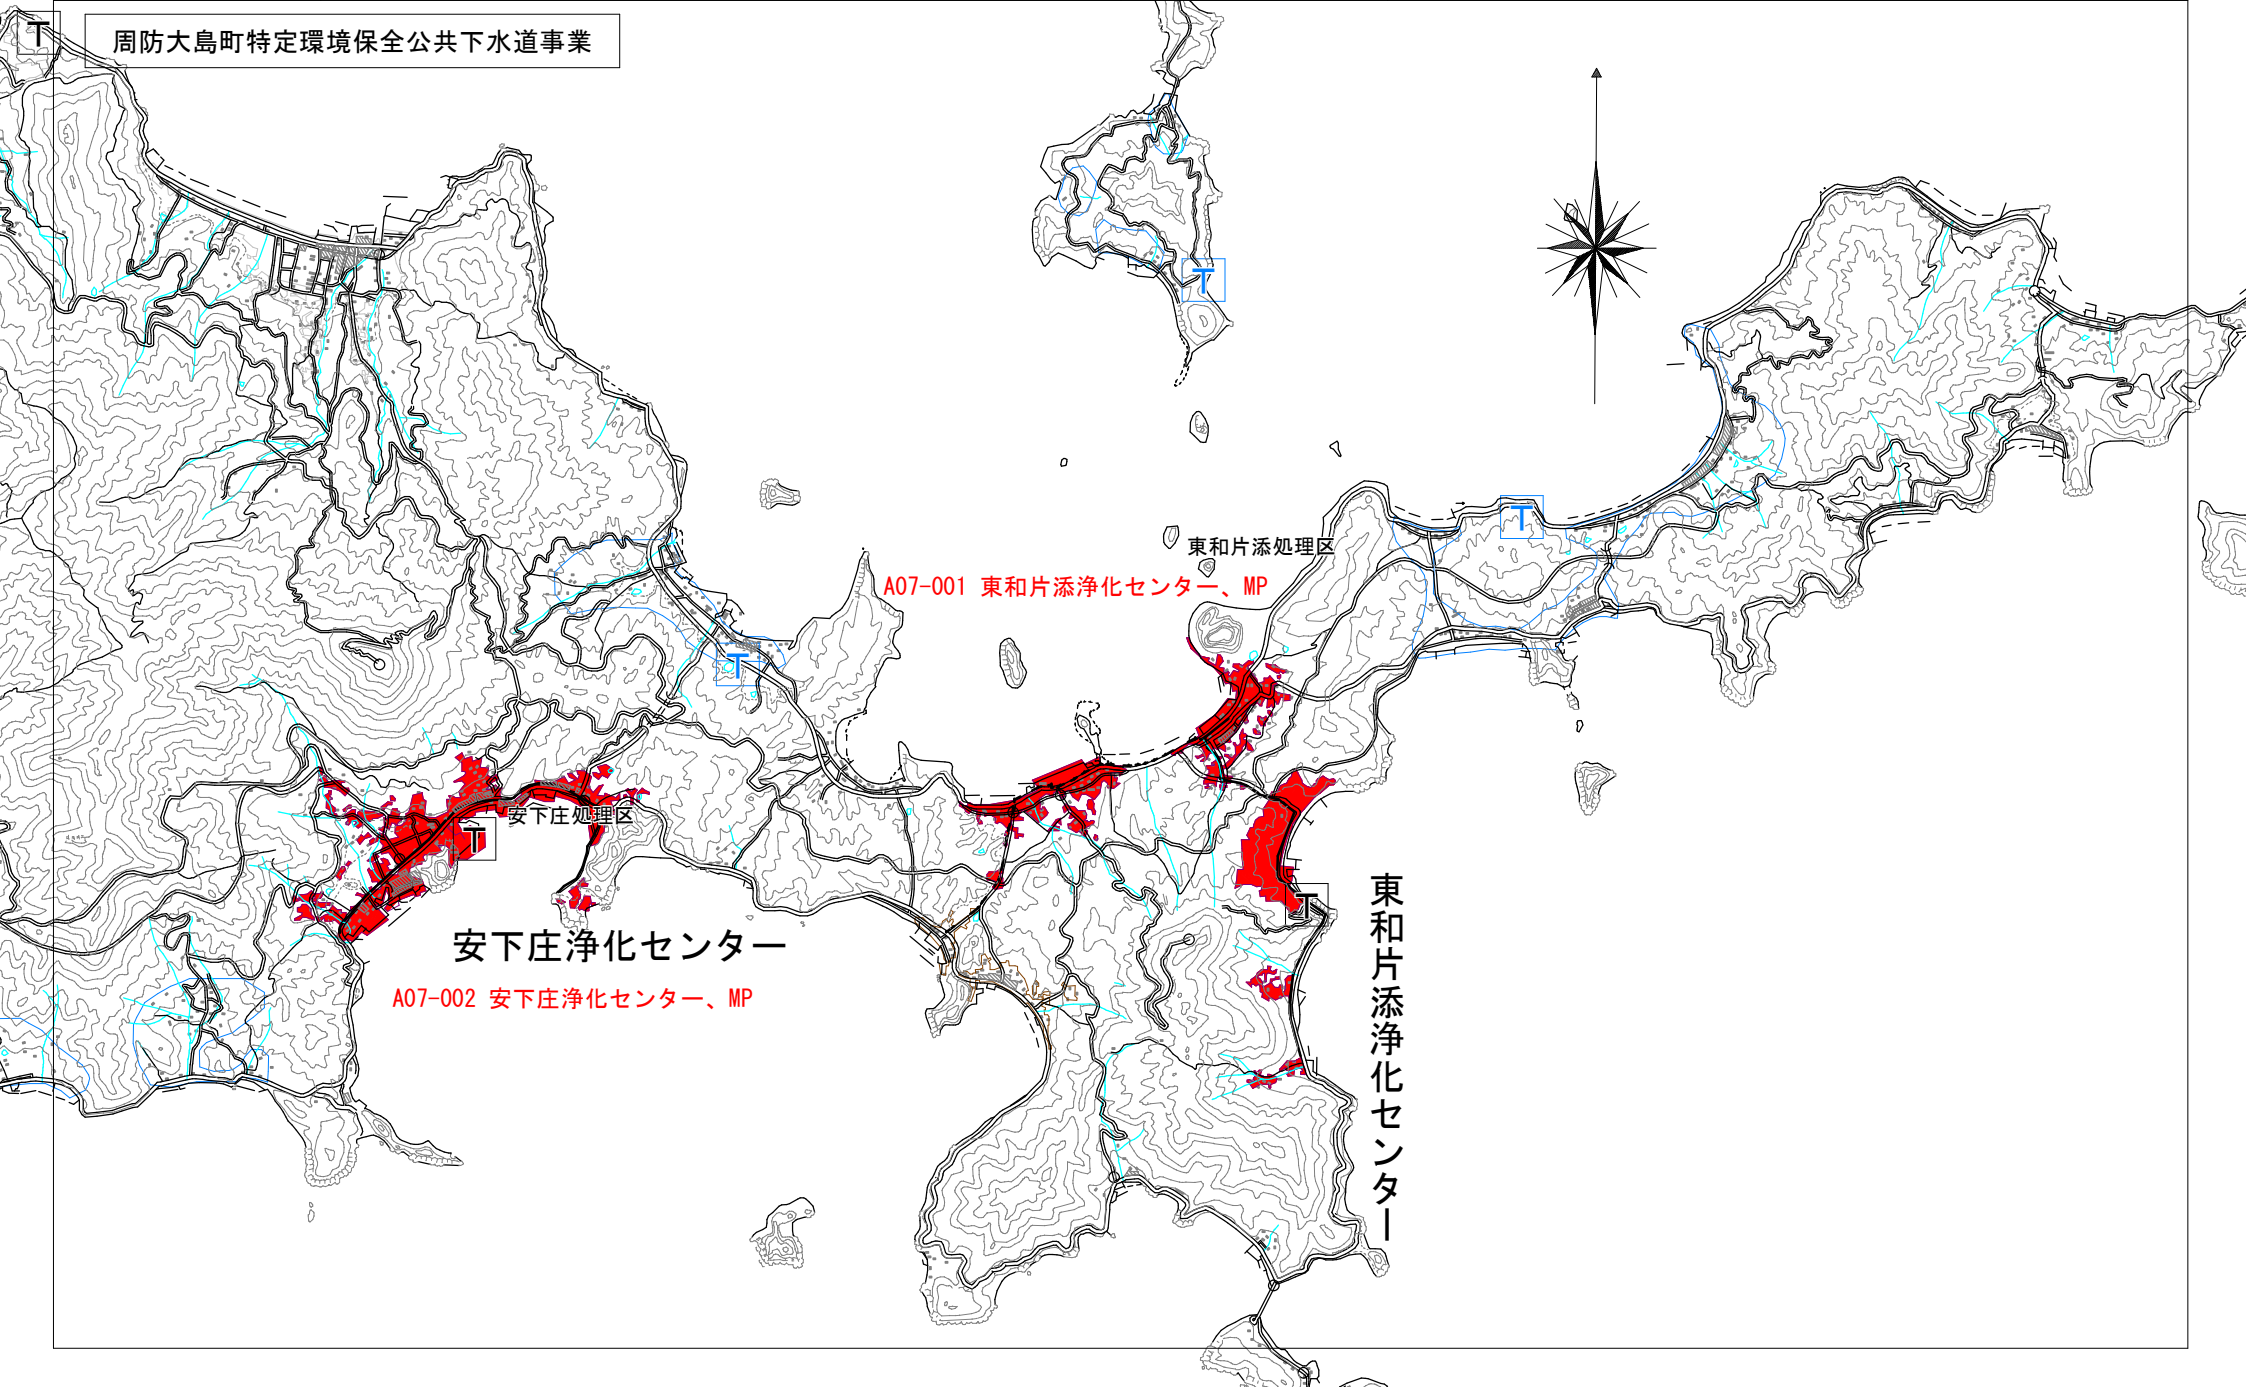 T
周防大島町特定環境保全公共下水道事業
T
T
東和片添処理区
A07-001 東和片添浄化センター、MP
T
安下庄処理区
T
T
東和片添浄化センター
安下庄浄化センター
A07-002 安下庄浄化センター、MP